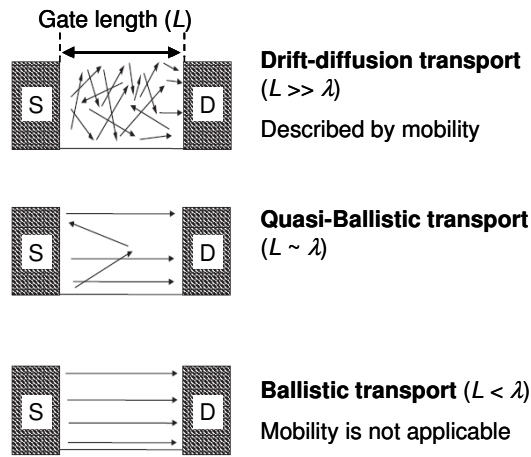 Gate length (L)
S
D
Drift-diffusion transport
(L >> λ)
Described by mobility
S
D
Quasi-Ballistic transport
(L ~ λ)
S
D
Ballistic transport (L < λ)
Mobility is not applicable